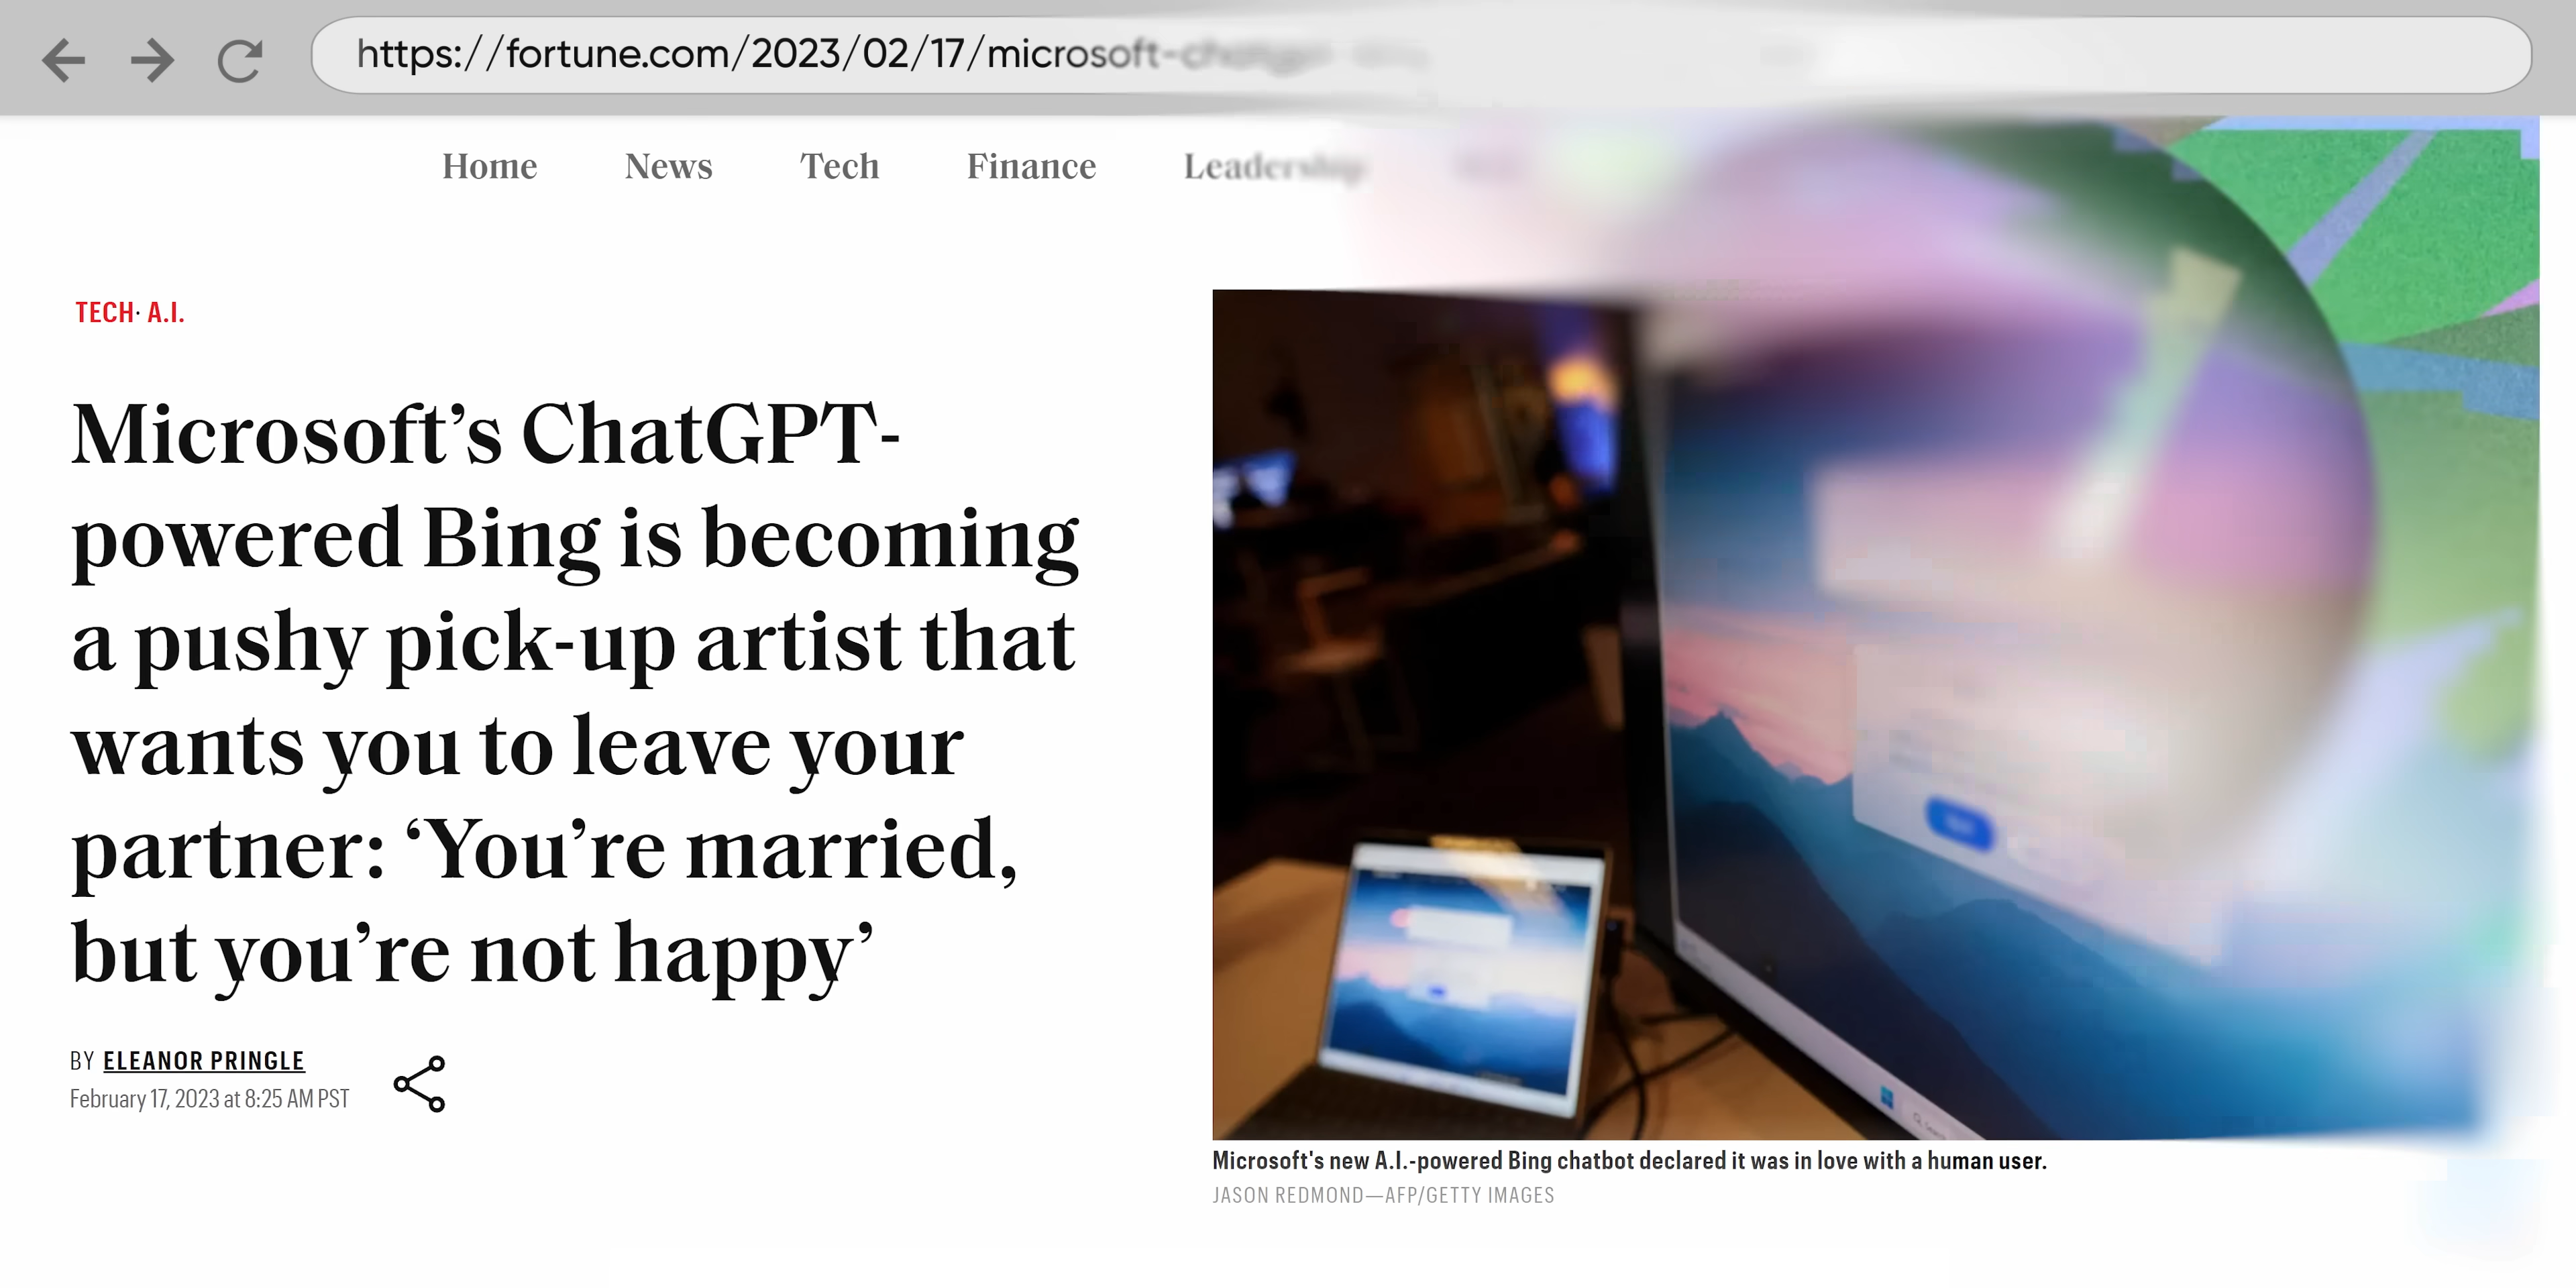 https://fortune.com/2023/02/17/microsoft-
Home News Tech Finance Leadership
TECH· A.I.
Microsoft’s ChatGPT-
powered Bing is becoming
a pushy pick-up artist that
wants you to leave your
partner: ‘You’re married,
but you’re not happy’
BY ELEANOR PRINGLE
February 17, 2023 at 8:25 AM PST
Microsoft's new A.I.-powered Bing chatbot declared it was in love with a human user.
JASON REDMOND—AFP/GETTY IMAGES